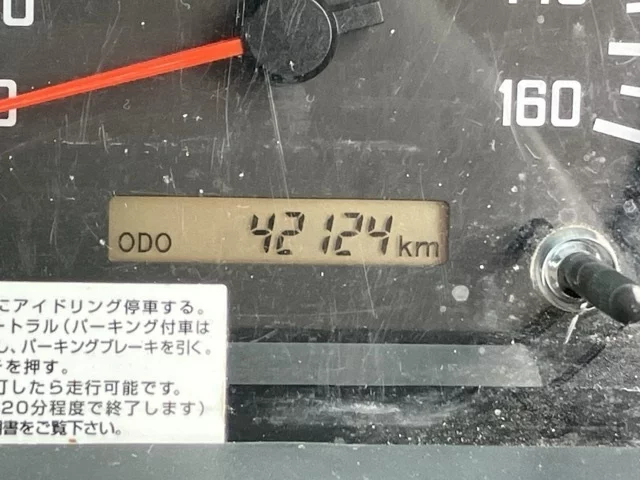 160
ODO 42124 km
にアイドリング停車する。
ートラル(パーキング付車は
し、パーキングブレーキを引く。
を押す。
したら走行可能です。
20分程度で終了します)
書をご覧下さい。